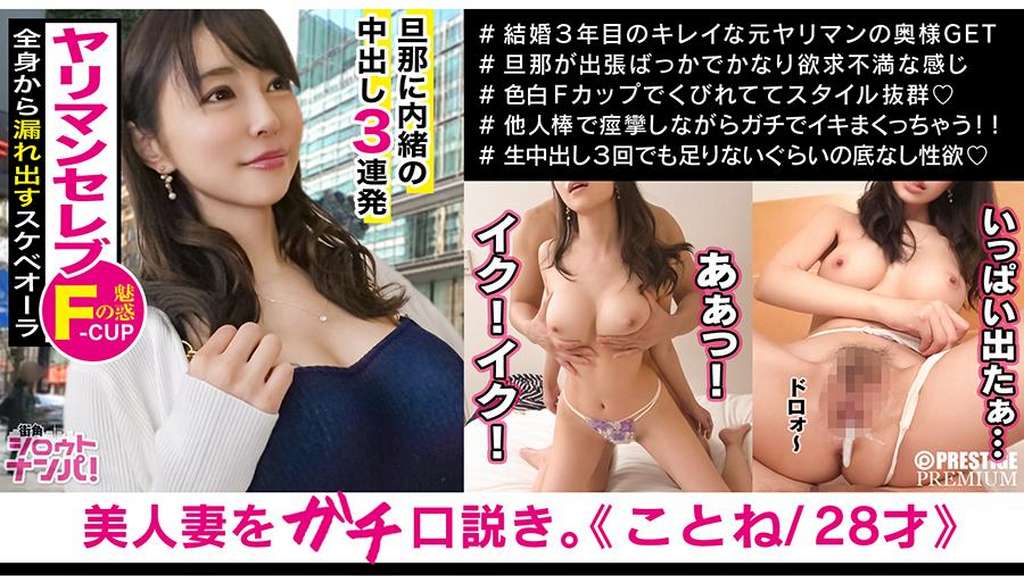 全身から漏れ出すスケベオーラ
ヤリマンセレブ
魅惑
の
F
-CUP
旦那に内緒の
中出し3連発
街角
シロウト
ナンパ!
# 結婚3年目のキレイな元ヤリマンの奥様GET
# 旦那が出張ばっかでかなり欲求不満な感じ
# 色白Fカップでくびれててスタイル抜群♡
# 他人棒で痙攣しながらガチでイキまくっちゃう!!
# 生中出し3回でも足りないぐらいの底なし性欲♡
イク!イク!
あぁっ!
いっぱい出たぁ…
ドロォ〜
PRESTIGE
PREMIUM
美人妻をガチ口説き。《ことね/28才》